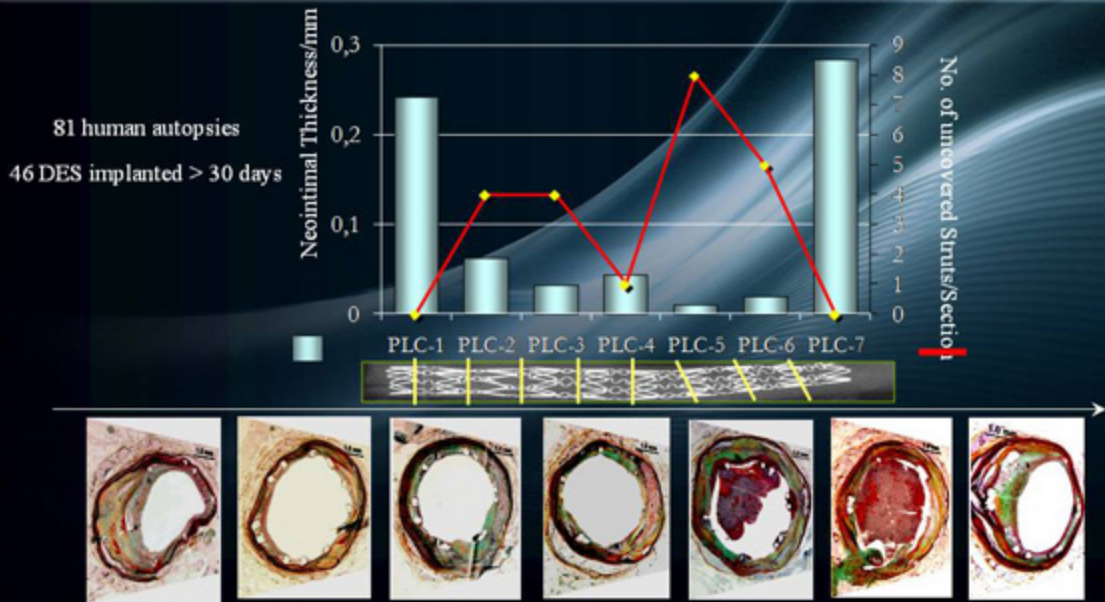 81 human autopsies
46 DES implanted > 30 days
Neointimal Thickness/mm
0,3
0,2
0,1
0
9
8
7
6
5
4
3
2
1
0
No. of uncovered Struts/Section
PLC-1 PLC-2 PLC-3 PLC-4 PLC-5 PLC-6 PLC-7